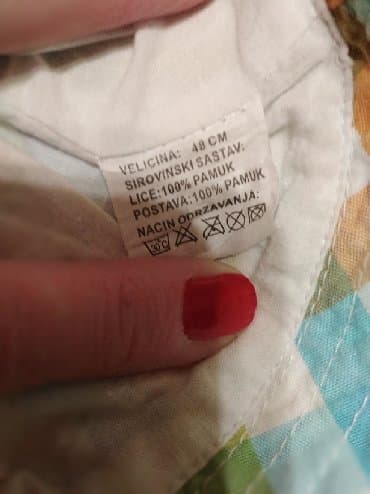 VELICINA: 48 CM
SIROVINSKI SASTAV:
LICE:100% PAMUK
POSTAVA:100% PAMUK
NACIN ODRZAVANJA: